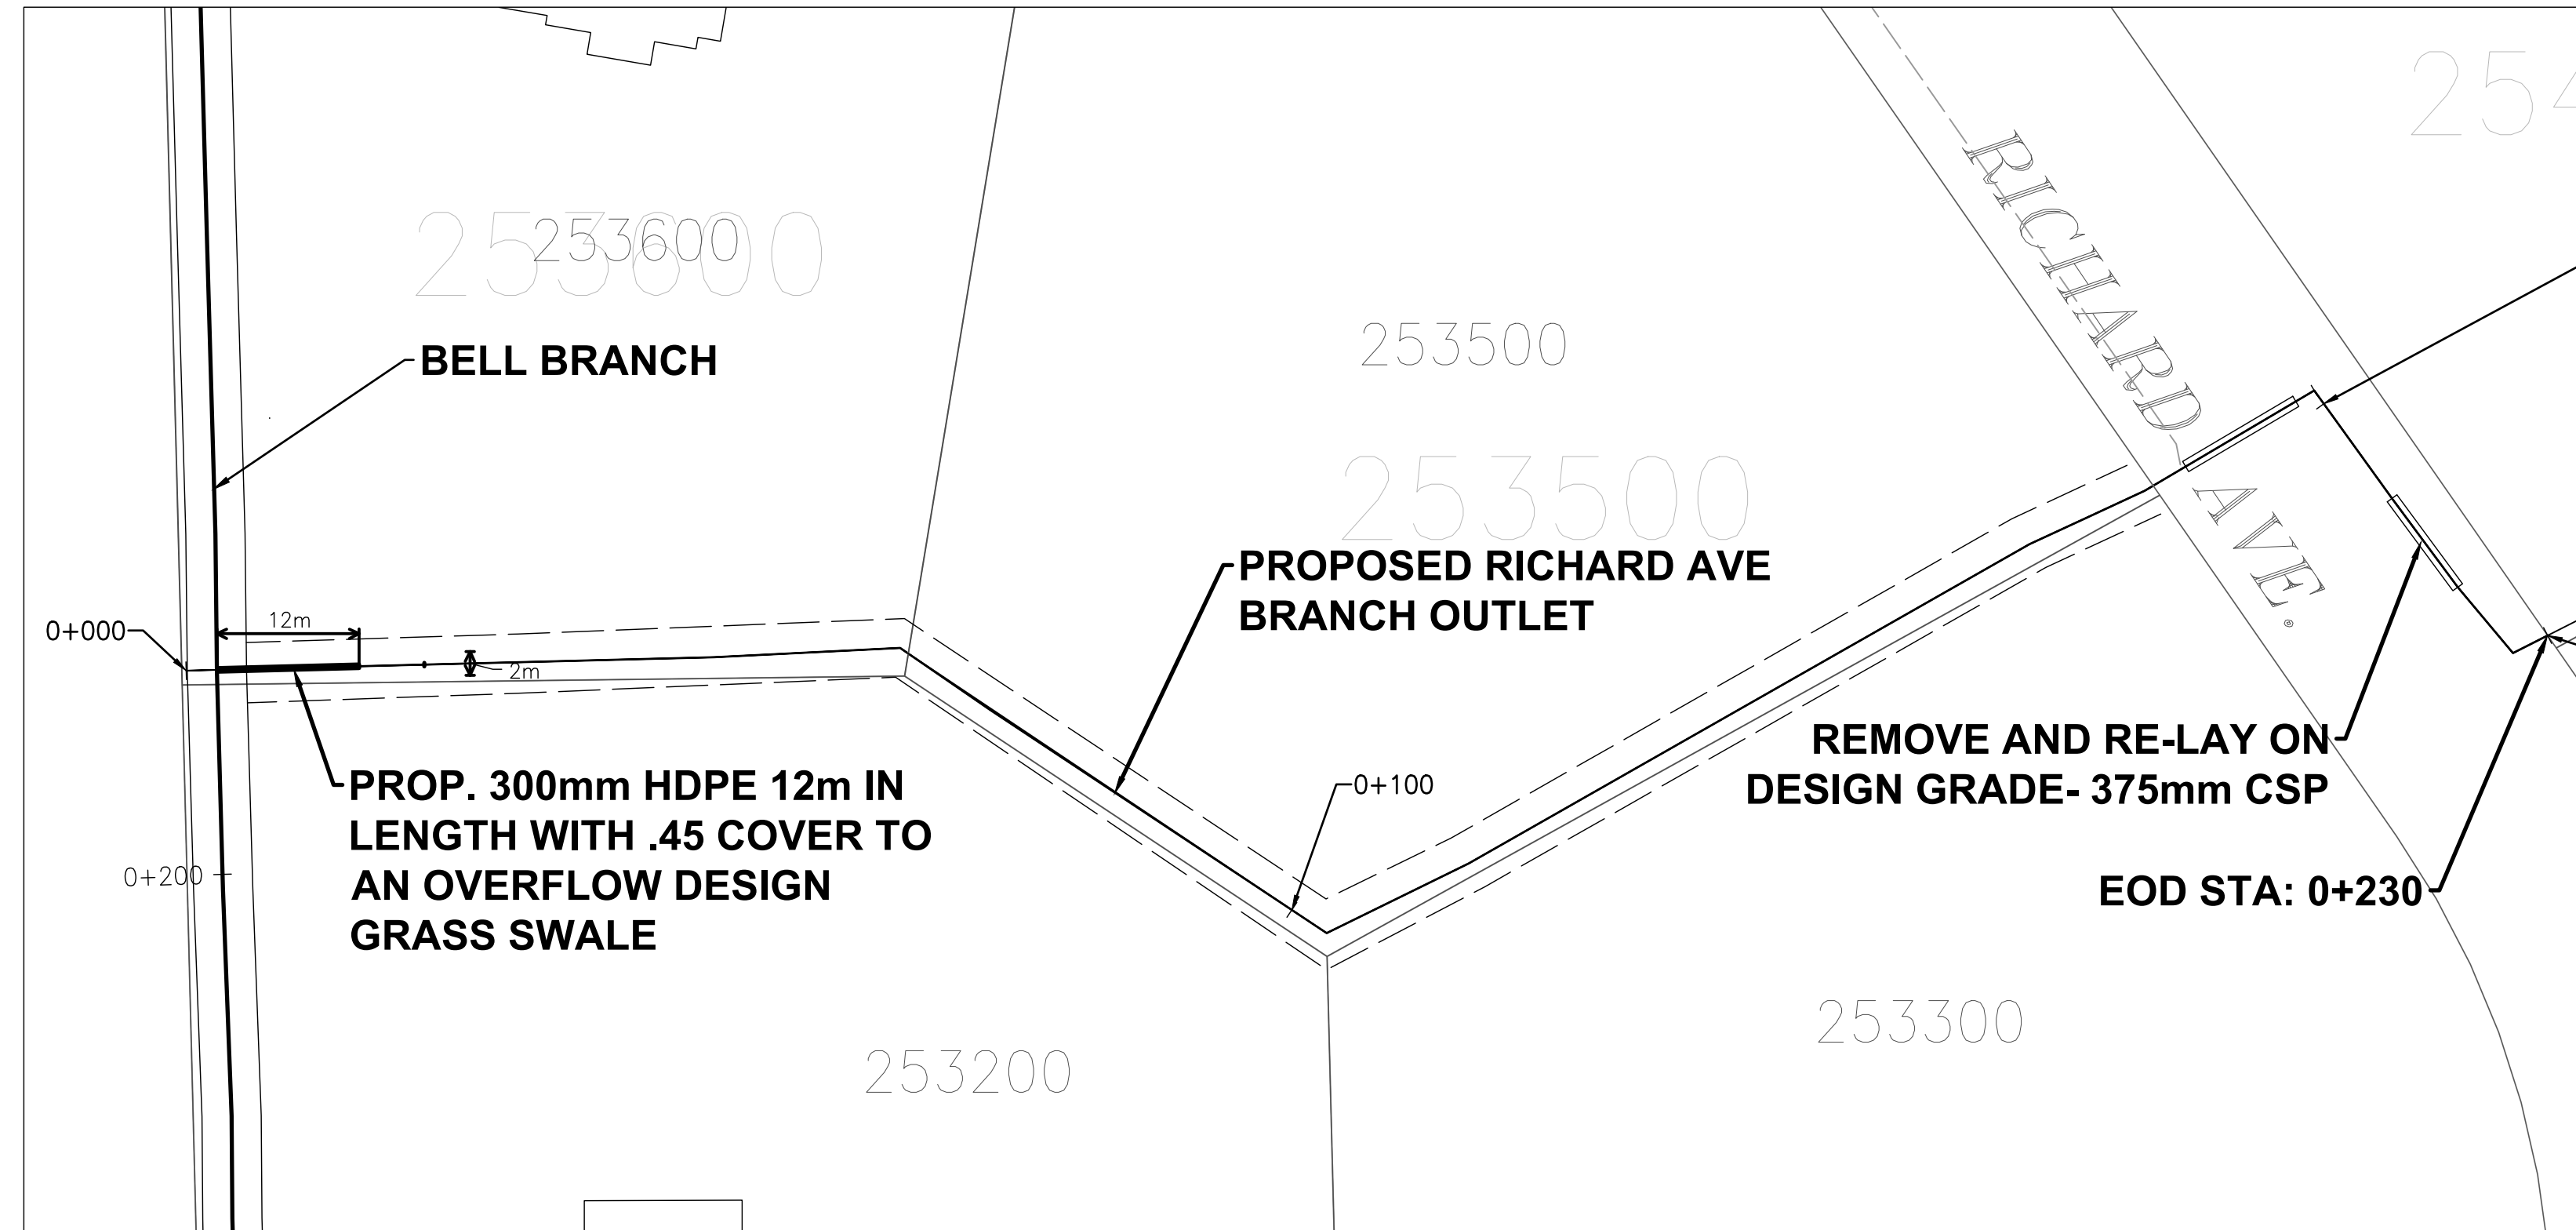 254
253600
253600
BELL BRANCH
253500
253500
RICHARD AVE.
PROPOSED RICHARD AVE
BRANCH OUTLET
0+000
12m
2m
PROP. 300mm HDPE 12m IN
LENGTH WITH .45 COVER TO
AN OVERFLOW DESIGN
GRASS SWALE
0+100
REMOVE AND RE-LAY ON
DESIGN GRADE- 375mm CSP
0+200
EOD STA: 0+230
253300
253200